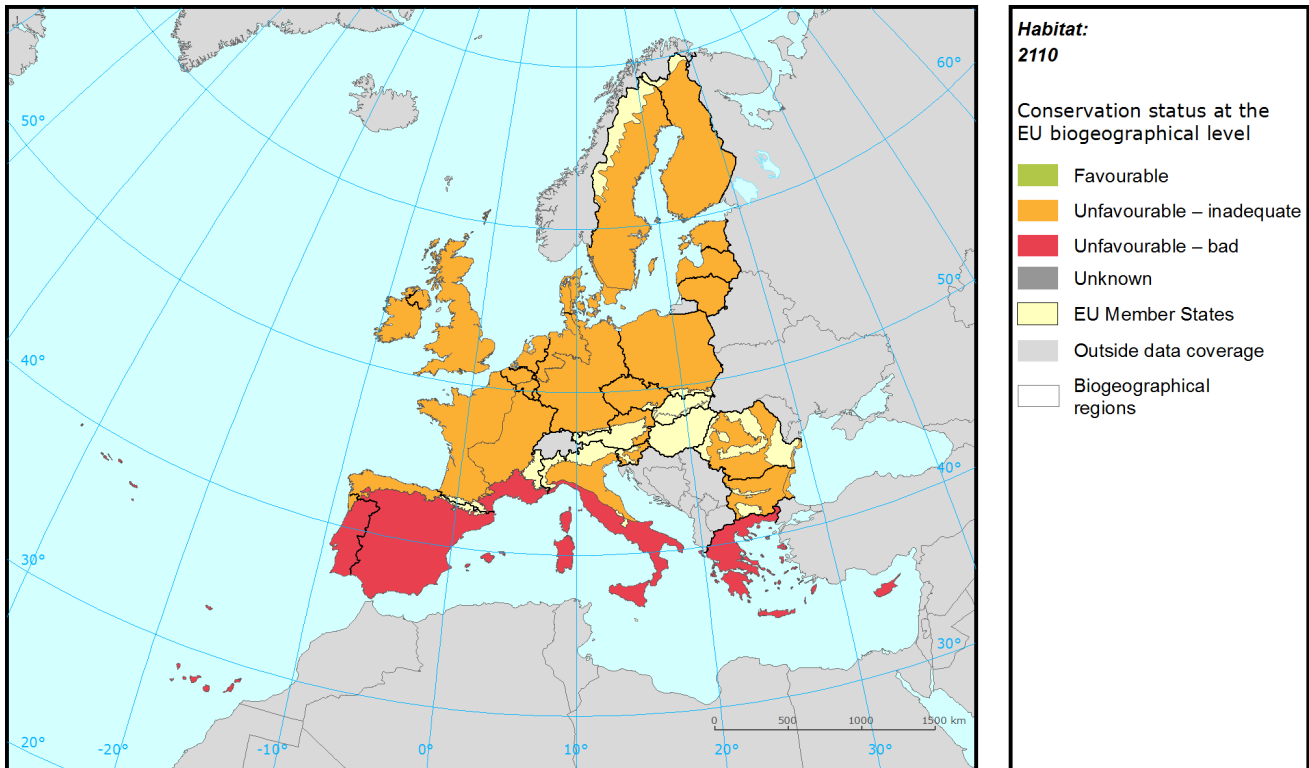 Habitat:
2110
Conservation status at the
EU biogeographical level
Favourable
Unfavourable – inadequate
Unfavourable – bad
Unknown
EU Member States
Outside data coverage
Biogeographical
regions
60°
50°
50°
40°
40°
30°
30°
0 500 1000 1500 km
20° -20° -10° 0° 10° 20° 30°